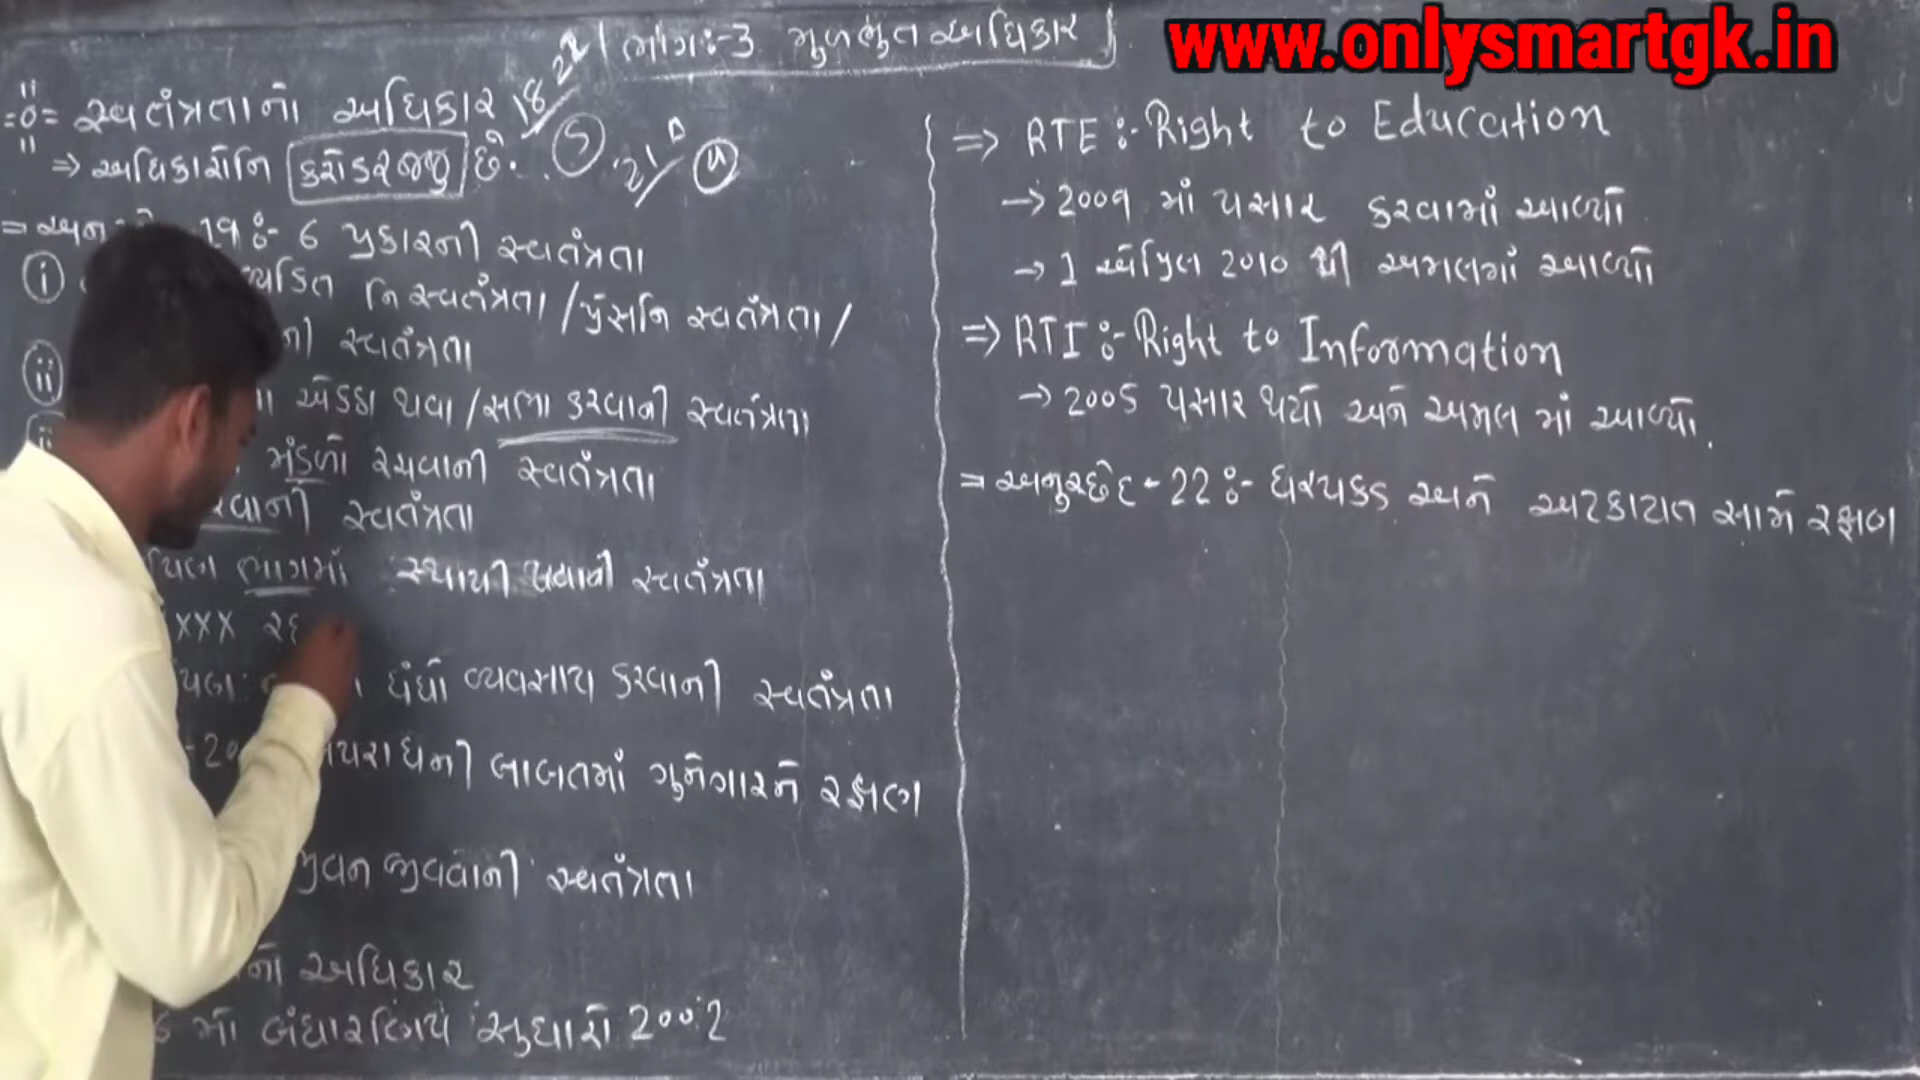 www.onlysmartgk.in
ભાગઃ-3 મુળભુત અધિકાર
સ્વતંત્રતાનો અધિકાર 18 22
⇒ અધિકારોનિ કરોડરજ્જુ છે.
19ઃ- 6 પ્રકારની સ્વતંત્રતા
(i) વ્યકિત નિ સ્વતંત્રતા / પ્રેસનિ સ્વતંત્રતા /
ની સ્વતંત્રતા
(ii) એકઠા થવા / સભા કરવાની સ્વતંત્રતા
મંડળો રચવાની સ્વતંત્રતા
સ્વતંત્રતા
ભાગમાં સ્થાયી થવાની સ્વતંત્રતા
XXX રદ
ધંધો વ્યવસાય કરવાની સ્વતંત્રતા
બાબતમાં ગુનેગારને રક્ષણ
જીવન જીવવાની સ્વતંત્રતા
નો અધિકાર
માં બંધારણિય સુધારો 2002
⇒ RTE :- Right to Education
→ 2009 માં પસાર કરવામાં આવ્યો
→ 1 એપ્રિલ 2010 થી અમલમાં આવ્યો
⇒ RTI :- Right to Information
→ 2005 પસાર થયો અને અમલ માં આવ્યો.
= અનુચ્છેદ - 22 :- ધરપકડ અને અટકાયત સામે રક્ષણ